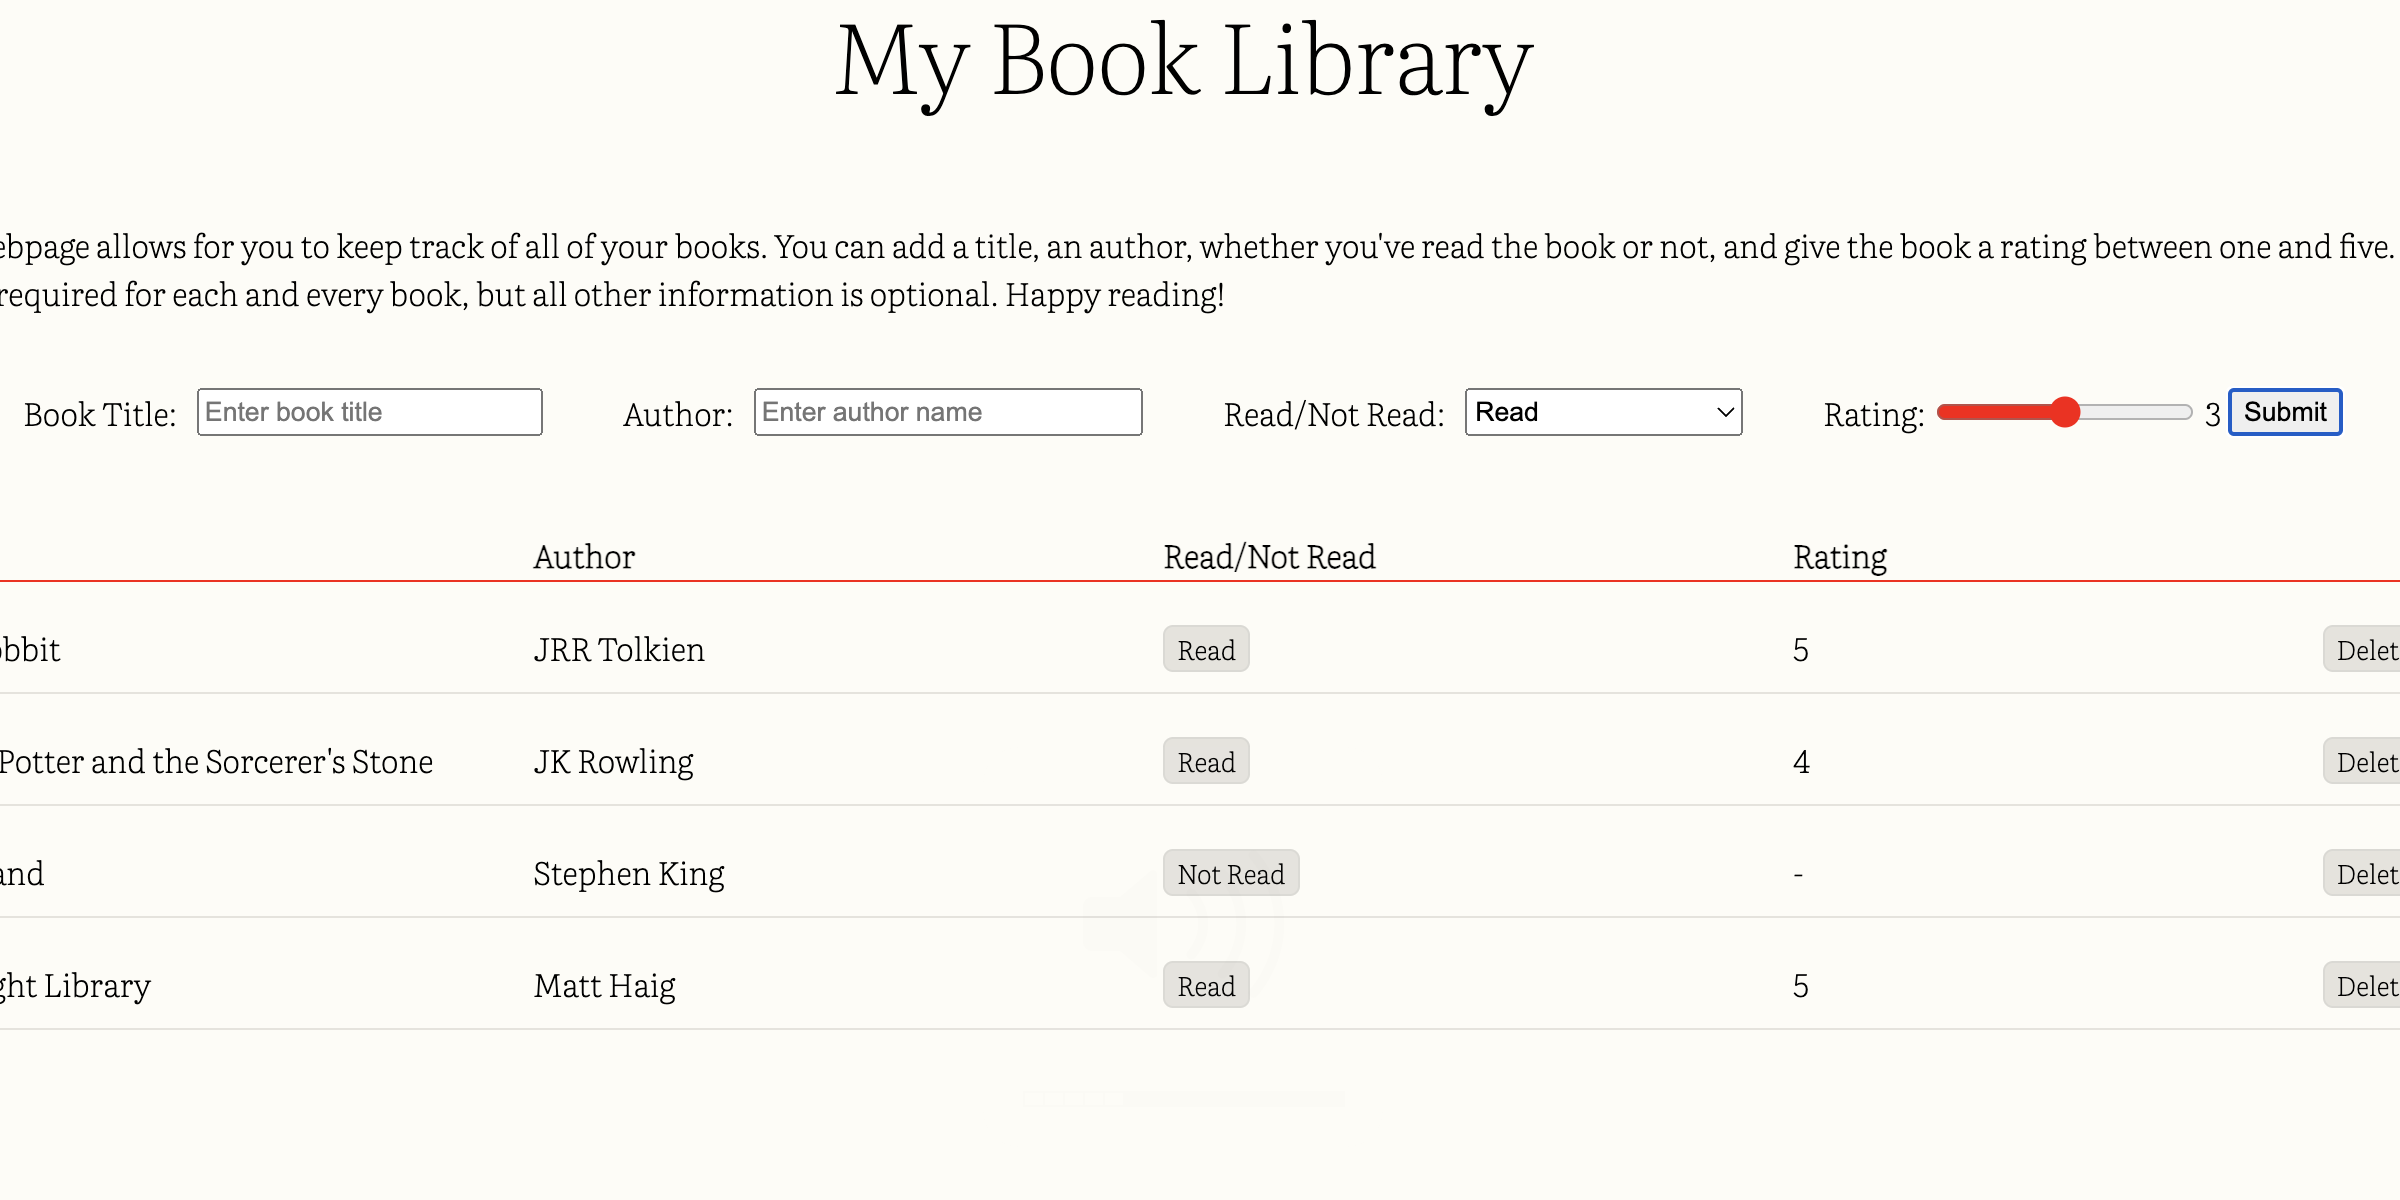 My Book Library
ebpage allows for you to keep track of all of your books. You can add a title, an author, whether you've read the book or not, and give the book a rating between one and five.
required for each and every book, but all other information is optional. Happy reading!
Book Title: Enter book title Author: Enter author name Read/Not Read: Read Rating: 3 Submit
Author Read/Not Read Rating
obbit JRR Tolkien Read 5 Delet
Potter and the Sorcerer's Stone JK Rowling Read 4 Delet
and Stephen King Not Read - Delet
ght Library Matt Haig Read 5 Delet